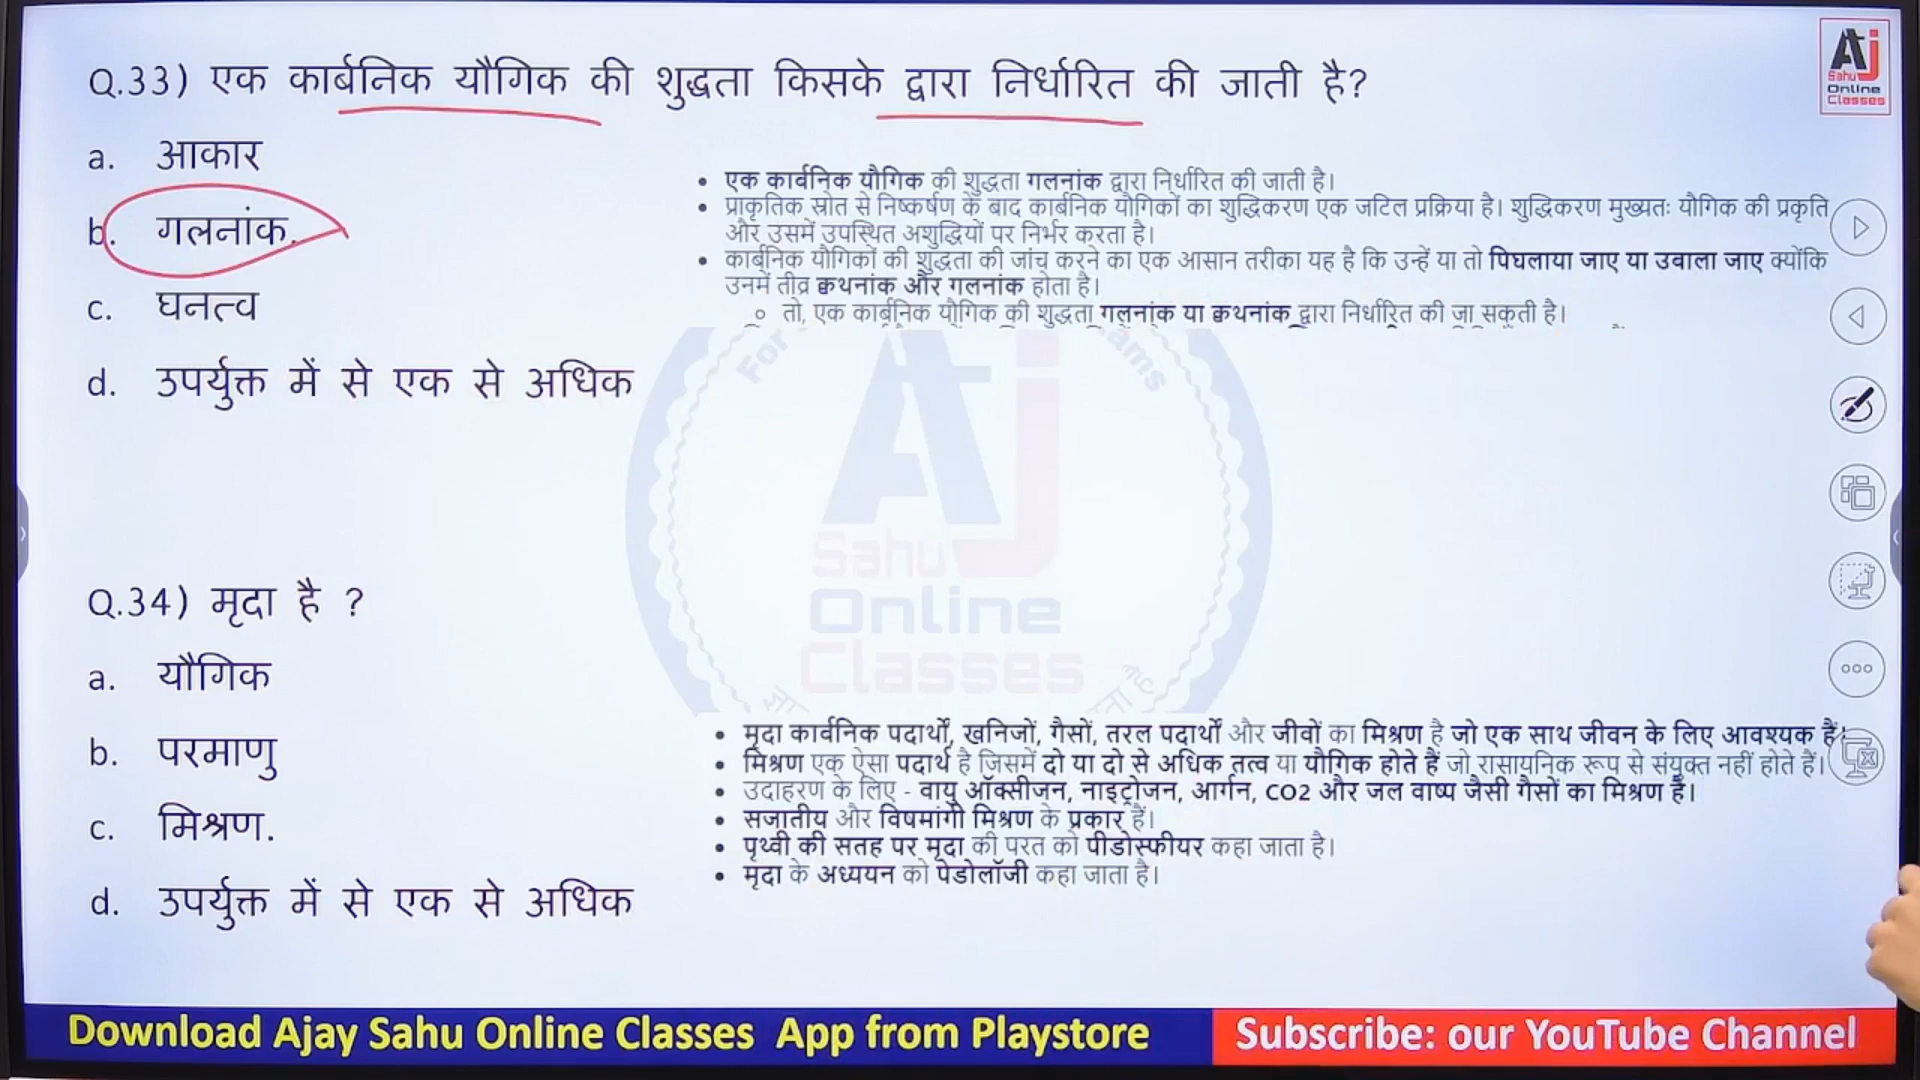 Q.33) एक कार्बनिक यौगिक की शुद्धता किसके द्वारा निर्धारित की जाती है?
a. आकार
b. गलनांक.
c. घनत्व
d. उपर्युक्त में से एक से अधिक
• एक कार्बनिक यौगिक की शुद्धता गलनांक द्वारा निर्धारित की जाती है।
• प्राकृतिक स्रोत से निष्कर्षण के बाद कार्बनिक यौगिकों का शुद्धिकरण एक जटिल प्रक्रिया है। शुद्धिकरण मुख्यतः यौगिक की प्रकृति
और उसमें उपस्थित अशुद्धियों पर निर्भर करता है।
• कार्बनिक यौगिकों की शुद्धता की जांच करने का एक आसान तरीका यह है कि उन्हें या तो पिघलाया जाए या उबाला जाए क्योंकि
उनमें तीव्र क्वथनांक और गलनांक होता है।
o तो, एक कार्बनिक यौगिक की शुद्धता गलनांक या क्वथनांक द्वारा निर्धारित की जा सकती है।
Q.34) मृदा है ?
a. यौगिक
b. परमाणु
c. मिश्रण.
d. उपर्युक्त में से एक से अधिक
• मृदा कार्बनिक पदार्थों, खनिजों, गैसों, तरल पदार्थों और जीवों का मिश्रण है जो एक साथ जीवन के लिए आवश्यक हैं।
• मिश्रण एक ऐसा पदार्थ है जिसमें दो या दो से अधिक तत्व या यौगिक होते हैं जो रासायनिक रूप से संयुक्त नहीं होते हैं।
• उदाहरण के लिए - वायु ऑक्सीजन, नाइट्रोजन, आर्गन, CO2 और जल वाष्प जैसी गैसों का मिश्रण है।
• सजातीय और विषमांगी मिश्रण के प्रकार हैं।
• पृथ्वी की सतह पर मृदा की परत को पीडोस्फीयर कहा जाता है।
• मृदा के अध्ययन को पेडोलॉजी कहा जाता है।
AJ
Sahu
Online
Classes
For
Sahu
Online
Classes
Download Ajay Sahu Online Classes App from Playstore
Subscribe: our YouTube Channel